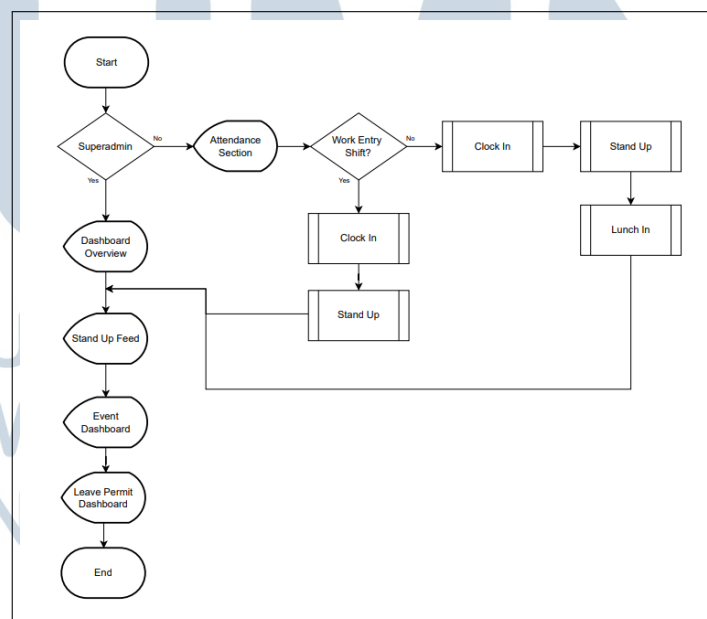 Start
Superadmin
No
Attendance
Section
Work Entry
Shift?
No
Clock In
Stand Up
Yes
Yes
Lunch In
Dashboard
Overview
Clock In
Stand Up
Stand Up Feed
Event
Dashboard
Leave Permit
Dashboard
End